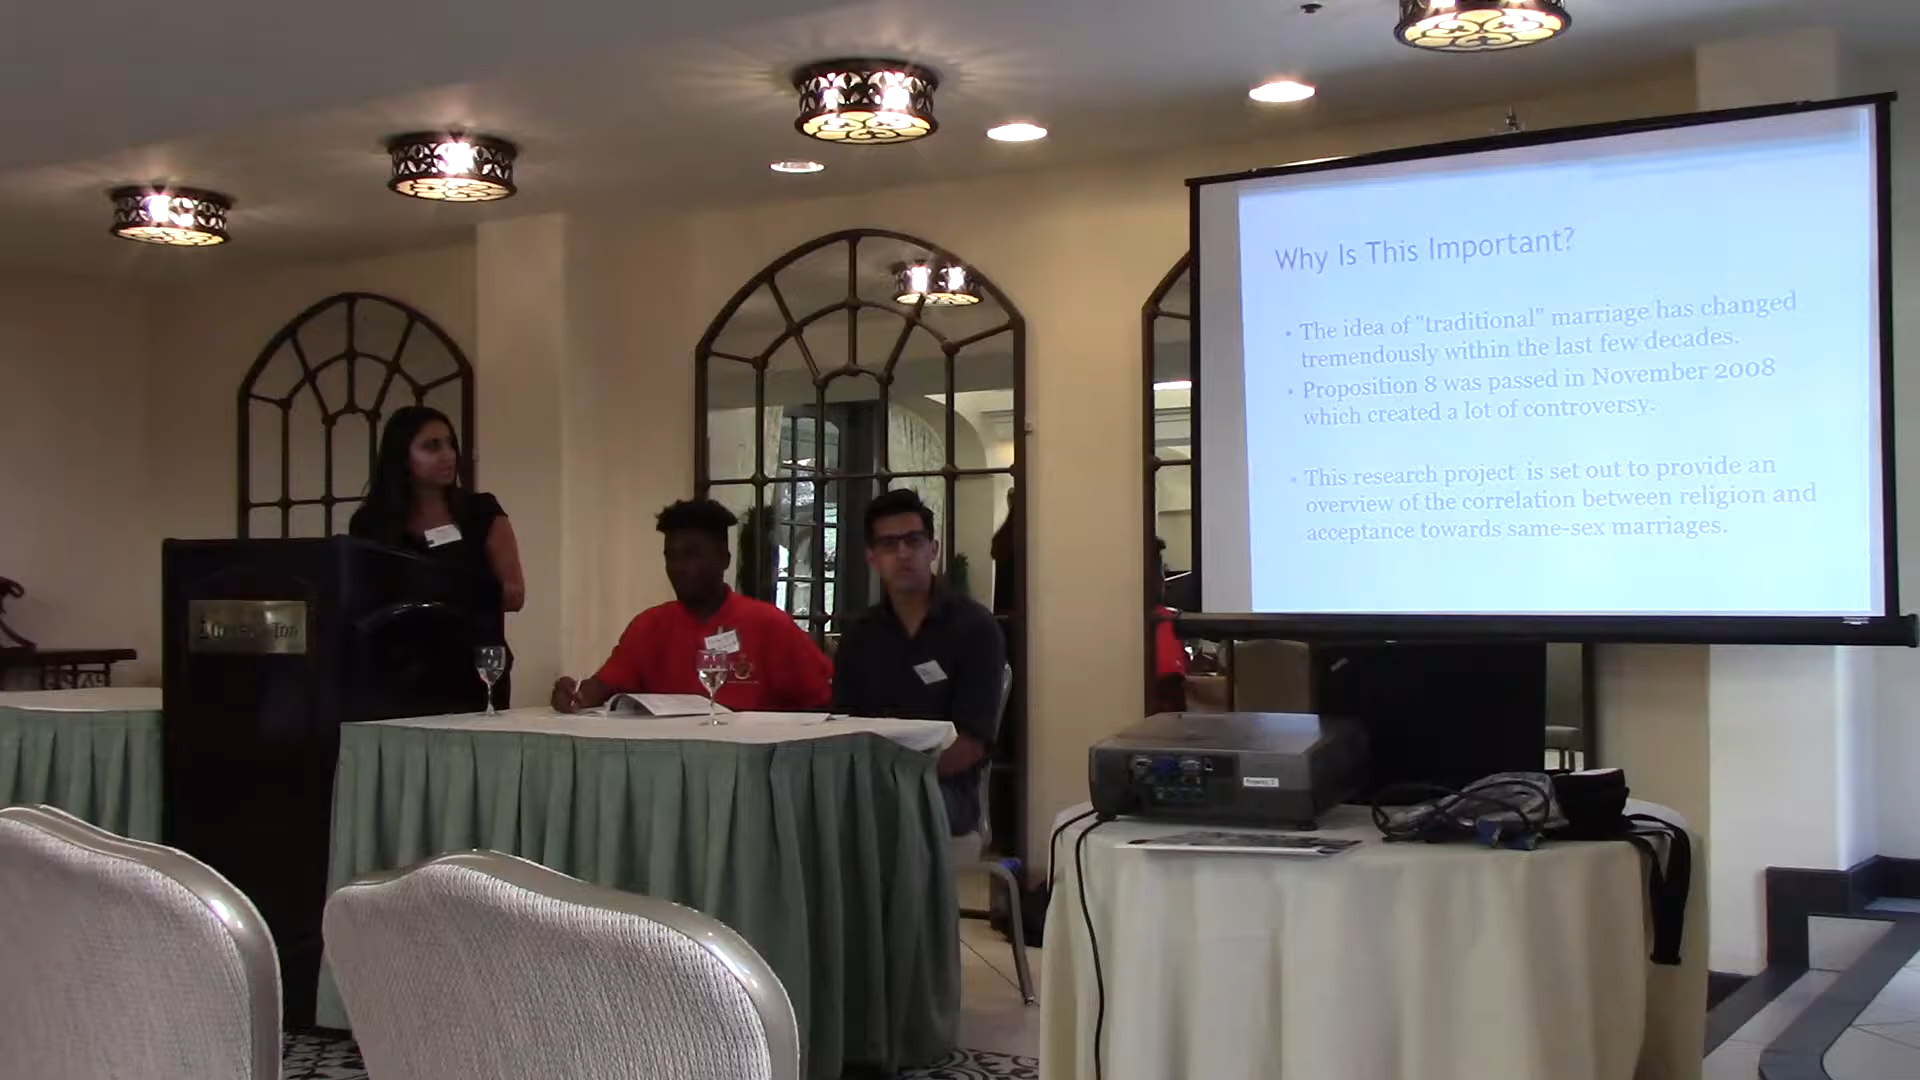 Why Is This Important?
• The idea of "traditional" marriage has changed
tremendously within the last few decades.
• Proposition 8 was passed in November 2008
which created a lot of controversy.
• This research project is set out to provide an
overview of the correlation between religion and
acceptance towards same-sex marriages.
Inn